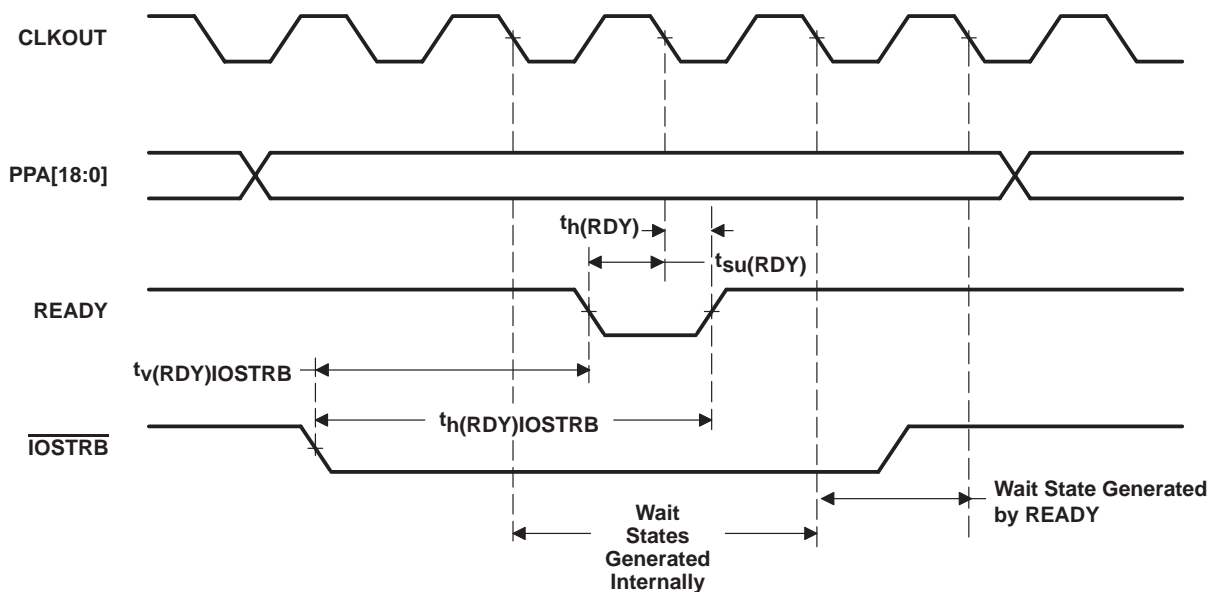 CLKOUT
PPA[18:0]
th(RDY)
tsu(RDY)
READY
tv(RDY)IOSTRB
th(RDY)IOSTRB
IOSTRB
Wait State Generated
by READY
Wait
States
Generated
Internally